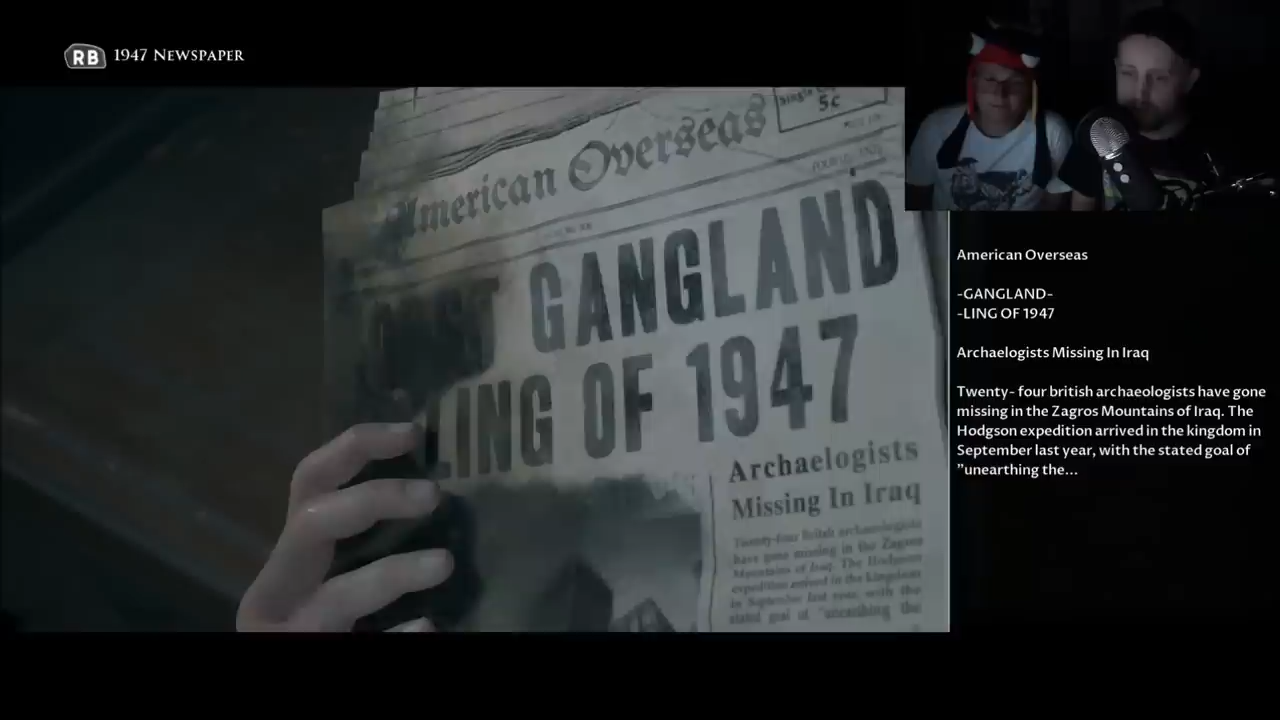 RB 1947 NEWSPAPER
Single
5c
American Overseas
GANGLAND
LING OF 1947
Archaelogists
Missing In Iraq
Twenty-four British archaeologists
have gone missing in the Zagros
Mountains of Iraq. The Hodgson
expedition arrived in the kingdom
in September last year, with the
stated goal of "unearthing the
American Overseas
-GANGLAND-
-LING OF 1947
Archaelogists Missing In Iraq
Twenty- four british archaeologists have gone
missing in the Zagros Mountains of Iraq. The
Hodgson expedition arrived in the kingdom in
September last year, with the stated goal of
"unearthing the...